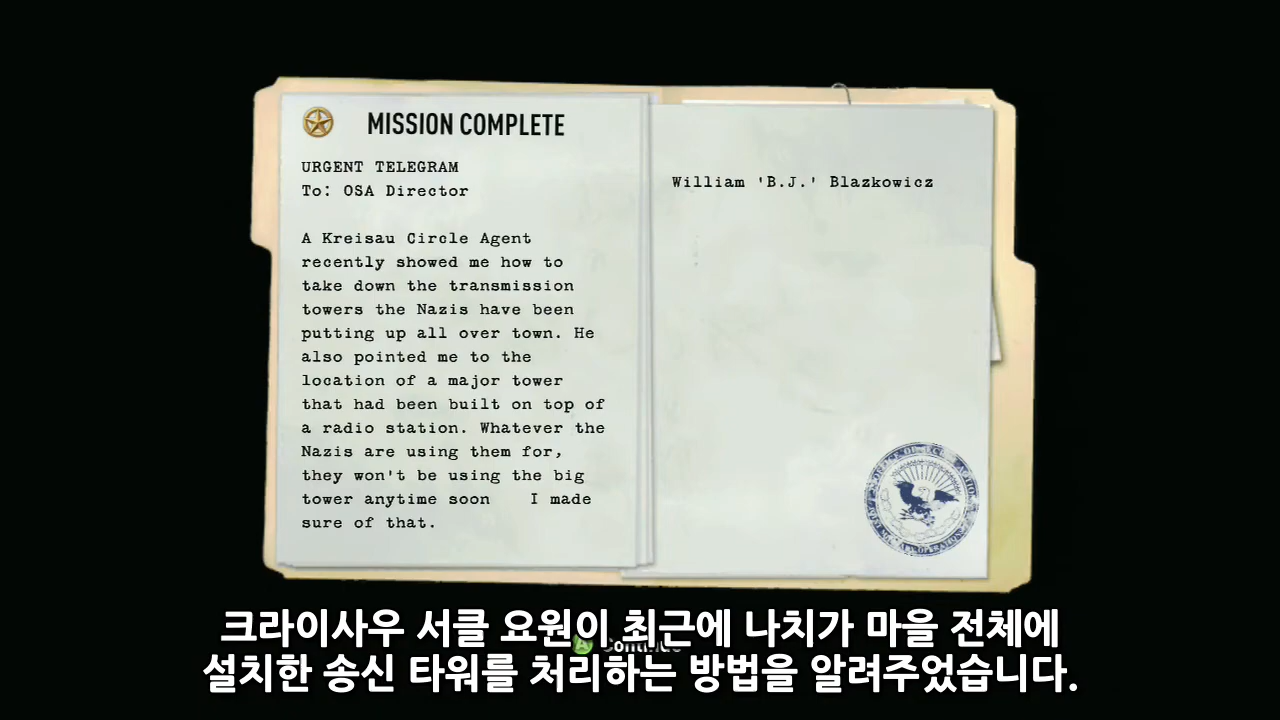 MISSION COMPLETE
URGENT TELEGRAM
To: OSA Director
A Kreisau Circle Agent
recently showed me how to
take down the transmission
towers the Nazis have been
putting up all over town. He
also pointed me to the
location of a major tower
that had been built on top of
a radio station. Whatever the
Nazis are using them for,
they won't be using the big
tower anytime soon I made
sure of that.
William 'B.J.' Blazkowicz
크라이사우 서클 요원이 최근에 나치가 마을 전체에
설치한 송신 타워를 처리하는 방법을 알려주었습니다.